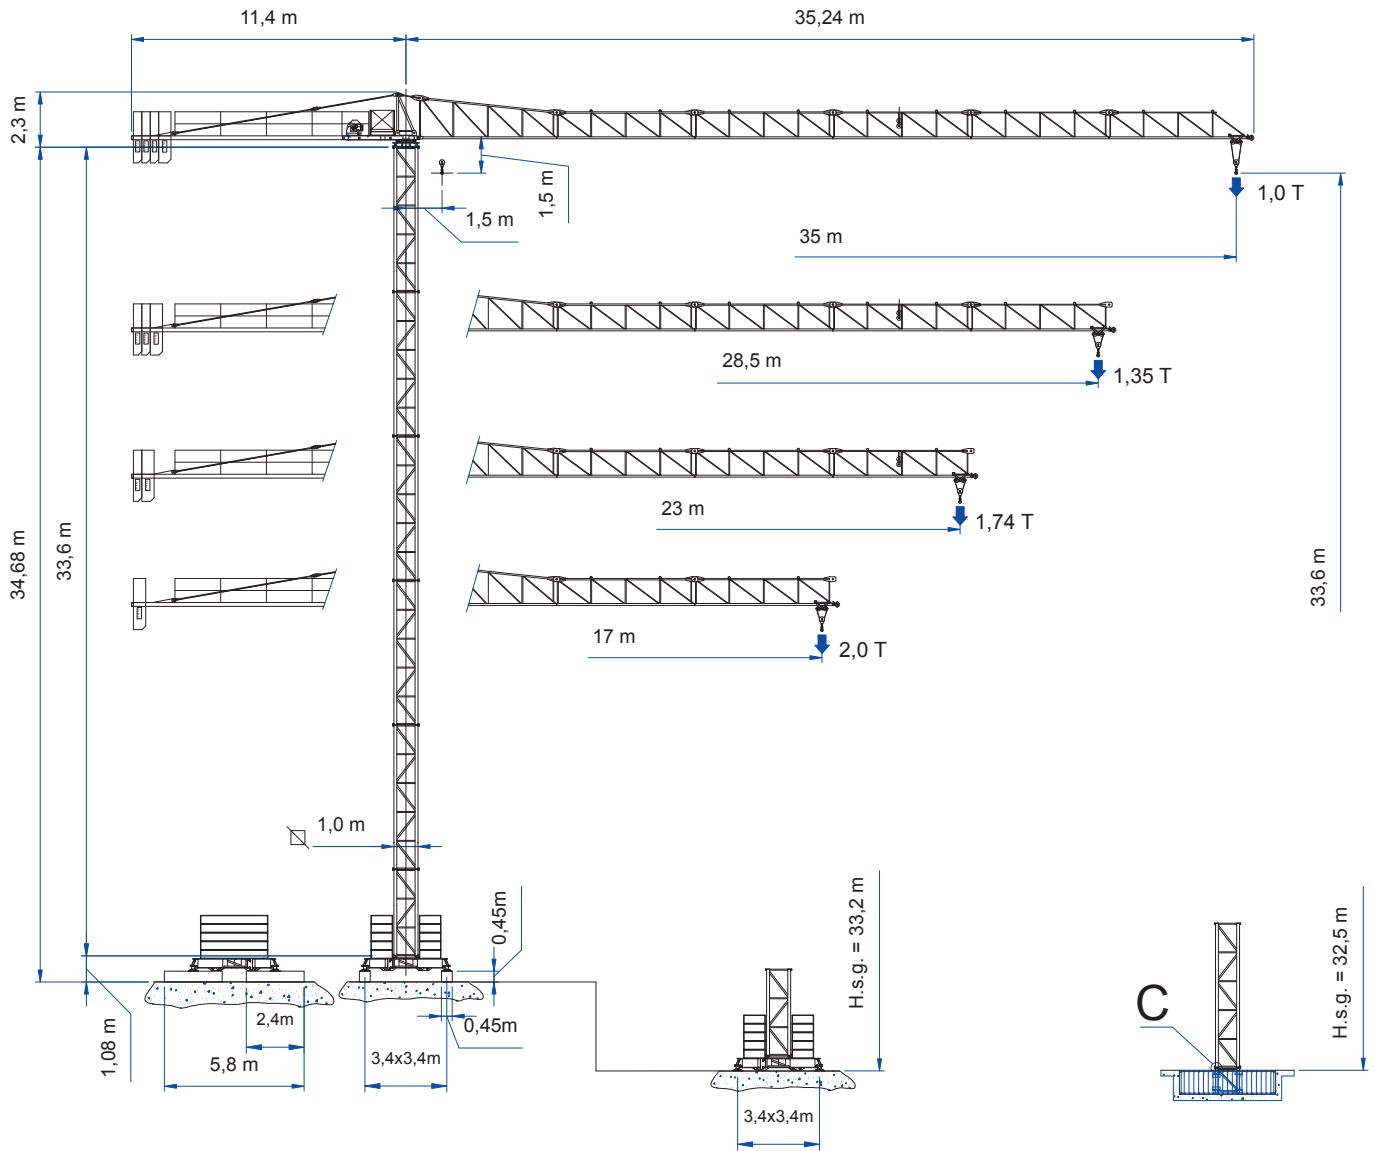 11,4 m
35,24 m
2,3 m
1,5 m
1,5 m
1,0 T
35 m
28,5 m
1,35 T
23 m
1,74 T
34,68 m
33,6 m
33,6 m
17 m
2,0 T
1,0 m
0,45m
H.s.g. = 33,2 m
H.s.g. = 32,5 m
C
1,08 m
2,4m
0,45m
5,8 m
3,4x3,4m
3,4x3,4m